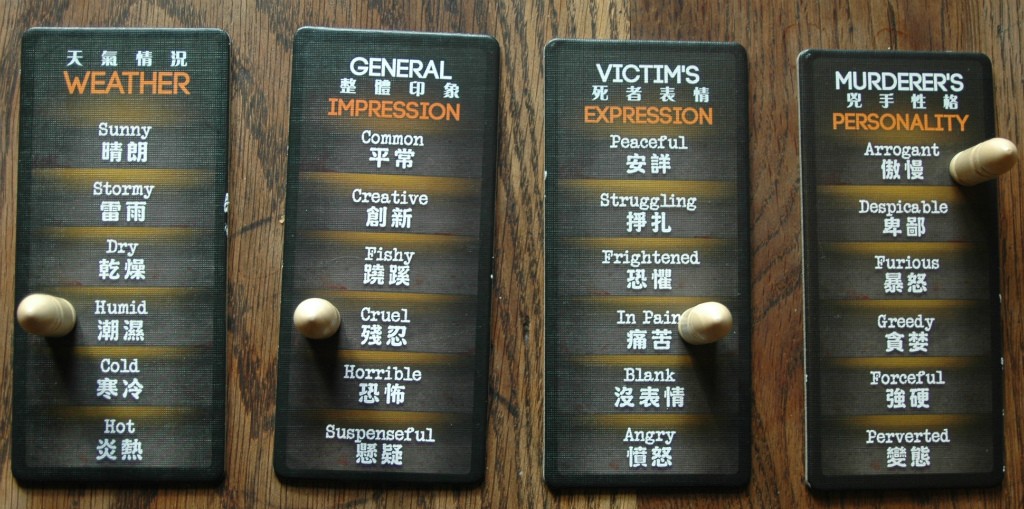 天氣情況
WEATHER
Sunny
晴朗
Stormy
雷雨
Dry
乾燥
Humid
潮濕
Cold
寒冷
Hot
炎熱
GENERAL
整體印象
IMPRESSION
Common
平常
Creative
創新
Fishy
蹺蹊
Cruel
殘忍
Horrible
恐怖
Suspenseful
懸疑
VICTIM'S
死者表情
EXPRESSION
Peaceful
安詳
Struggling
掙扎
Frightened
恐懼
In Pain
痛苦
Blank
沒表情
Angry
憤怒
MURDERER'S
兇手性格
PERSONALITY
Arrogant
傲慢
Despicable
卑鄙
Furious
暴怒
Greedy
貪婪
Forceful
強硬
Perverted
變態